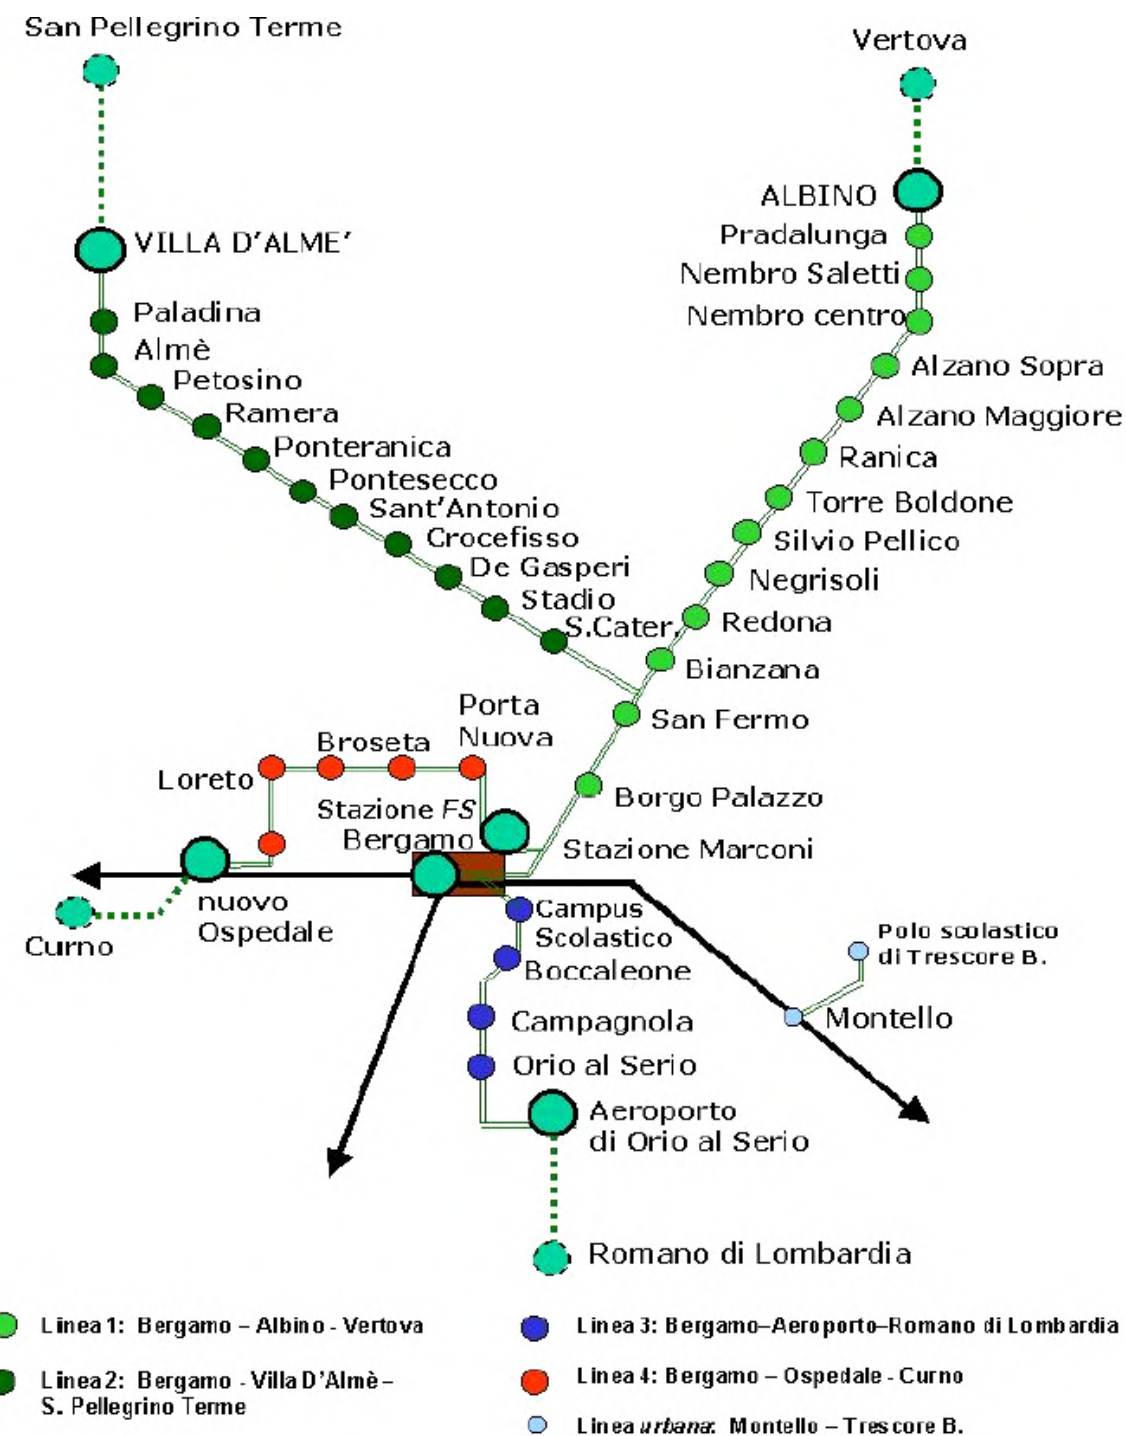 San Pellegrino Terme
Vertova
VILLA D'ALME'
ALBINO
Pradalunga
Nembro Saletti
Nembro centro
Paladina
Almè
Petosino
Ramera
Ponteranica
Pontesecco
Sant'Antonio
Crocefisso
De Gasperi
Stadio
S.Cater.
Alzano Sopra
Alzano Maggiore
Ranica
Torre Boldone
Silvio Pellico
Negrisoli
Redona
Bianzana
San Fermo
Borgo Palazzo
Stazione Marconi
Porta
Nuova
Broseta
Loreto
Stazione FS
Bergamo
nuovo
Ospedale
Curno
Campus
Scolastico
Boccaleone
Campagnola
Orio al Serio
Aeroporto
di Orio al Serio
Polo scolastico
di Trescore B.
Montello
Romano di Lombardia
Linea 1: Bergamo – Albino - Vertova
Linea 2: Bergamo - Villa D'Almè –
S. Pellegrino Terme
Linea 3: Bergamo–Aeroporto–Romano di Lombardia
Linea 4: Bergamo – Ospedale - Curno
Linea urbana: Montello – Trescore B.